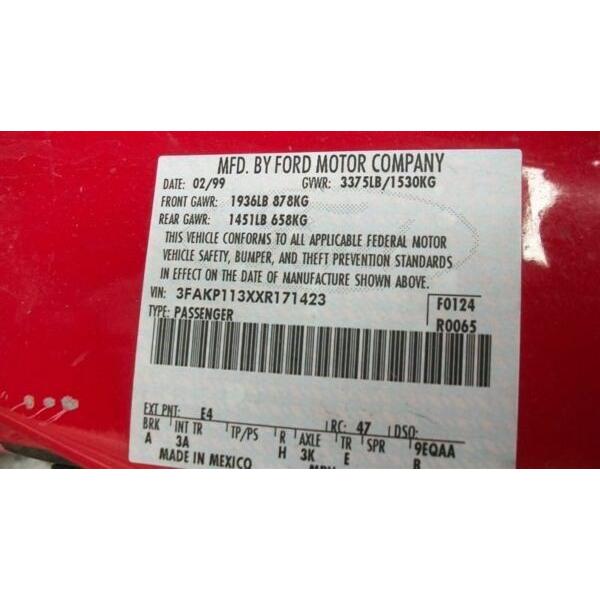 MFD. BY FORD MOTOR COMPANY
DATE: 02/99 GVWR: 3375LB/1530KG
FRONT GAWR: 1936LB 878KG
REAR GAWR: 1451LB 658KG
THIS VEHICLE CONFORMS TO ALL APPLICABLE FEDERAL MOTOR
VEHICLE SAFETY, BUMPER, AND THEFT PREVENTION STANDARDS
IN EFFECT ON THE DATE OF MANUFACTURE SHOWN ABOVE.
VIN: 3FAKP113XXR171423 F0124
TYPE: PASSENGER R0065
EXT PNT: E4 RC: 47 DSO:
BRK INT TR TP/PS R AXLE TR SPR 9EQAA
A 3A H 3K E
MADE IN MEXICO